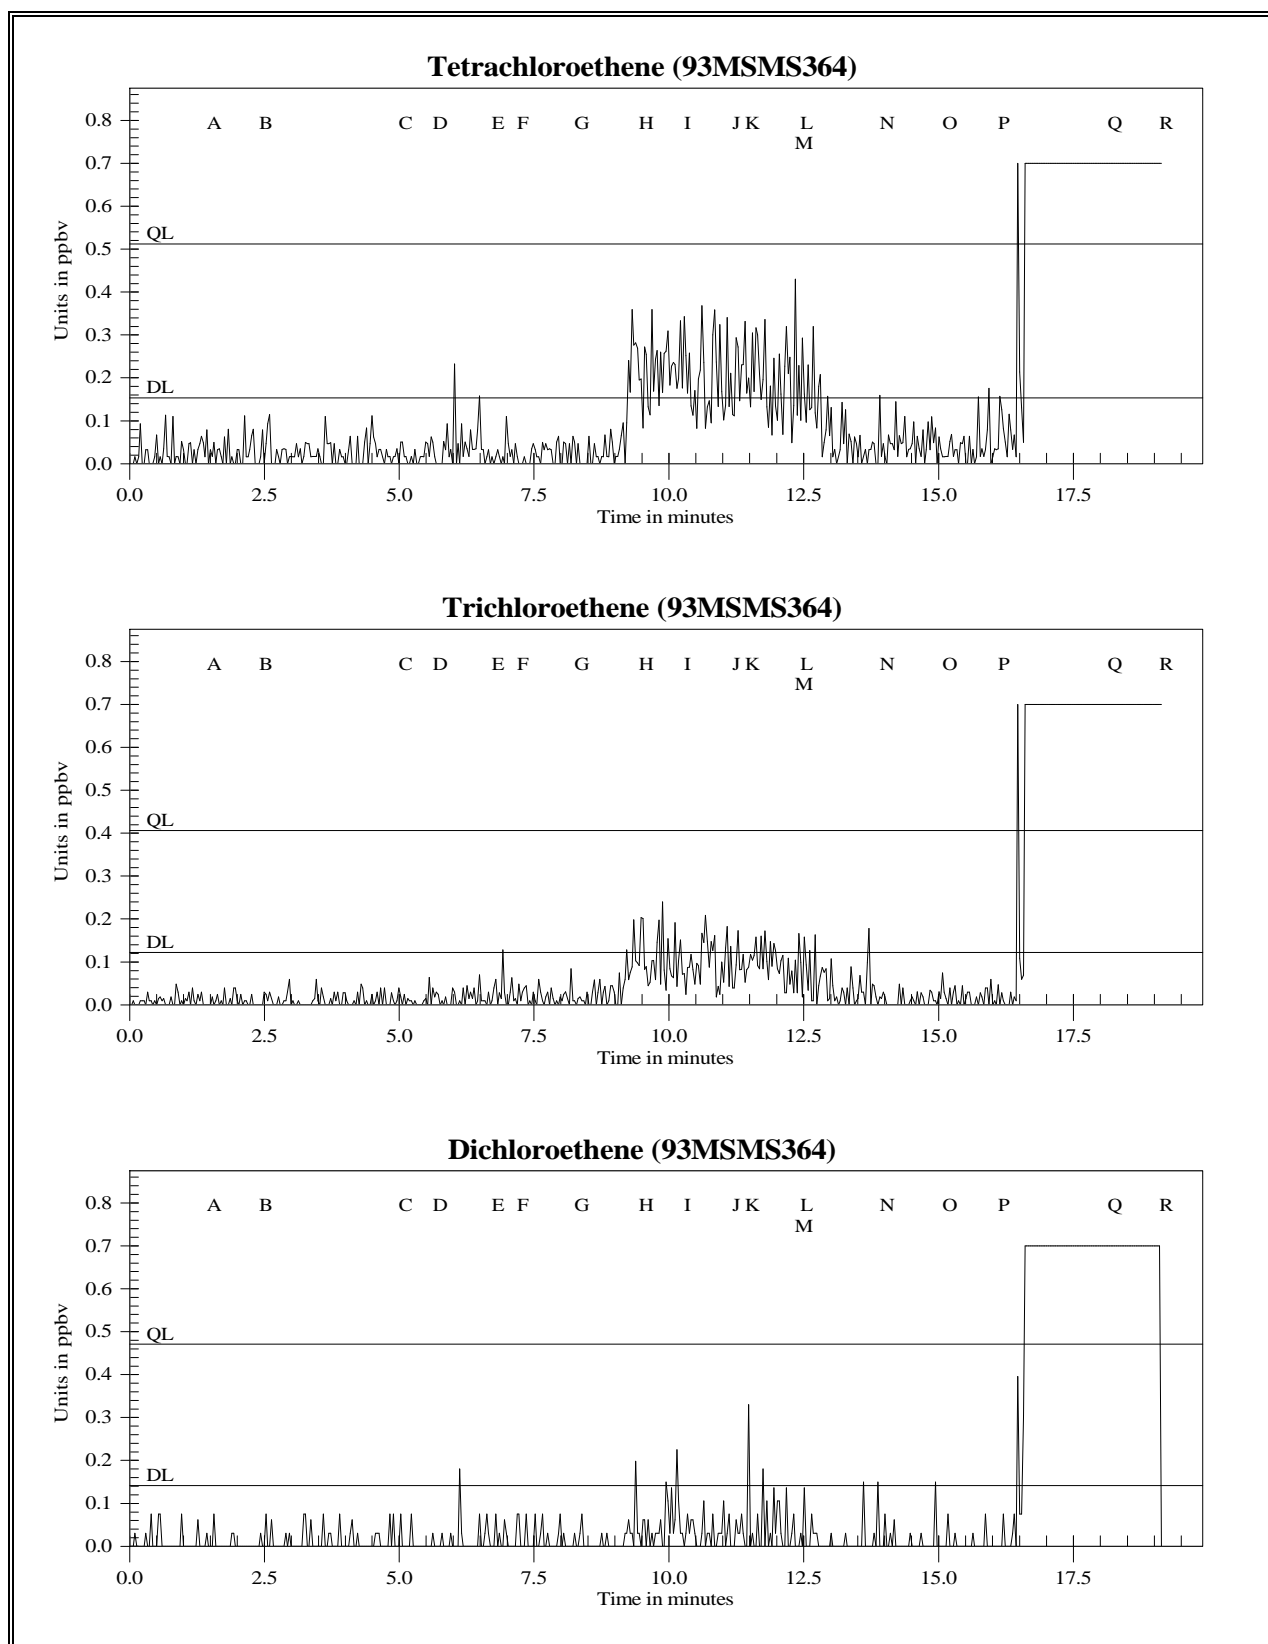 Tetrachloroethene (93MSMS364)
A B C D E F G H I J K L N O P Q R
M
0.8
0.7
0.6
0.5
0.4
0.3
0.2
0.1
0.0
Units in ppbv
QL
DL
0.0 2.5 5.0 7.5 10.0 12.5 15.0 17.5
Time in minutes
Trichloroethene (93MSMS364)
A B C D E F G H I J K L N O P Q R
M
0.8
0.7
0.6
0.5
0.4
0.3
0.2
0.1
0.0
Units in ppbv
QL
DL
0.0 2.5 5.0 7.5 10.0 12.5 15.0 17.5
Time in minutes
Dichloroethene (93MSMS364)
A B C D E F G H I J K L N O P Q R
M
0.8
0.7
0.6
0.5
0.4
0.3
0.2
0.1
0.0
Units in ppbv
QL
DL
0.0 2.5 5.0 7.5 10.0 12.5 15.0 17.5
Time in minutes